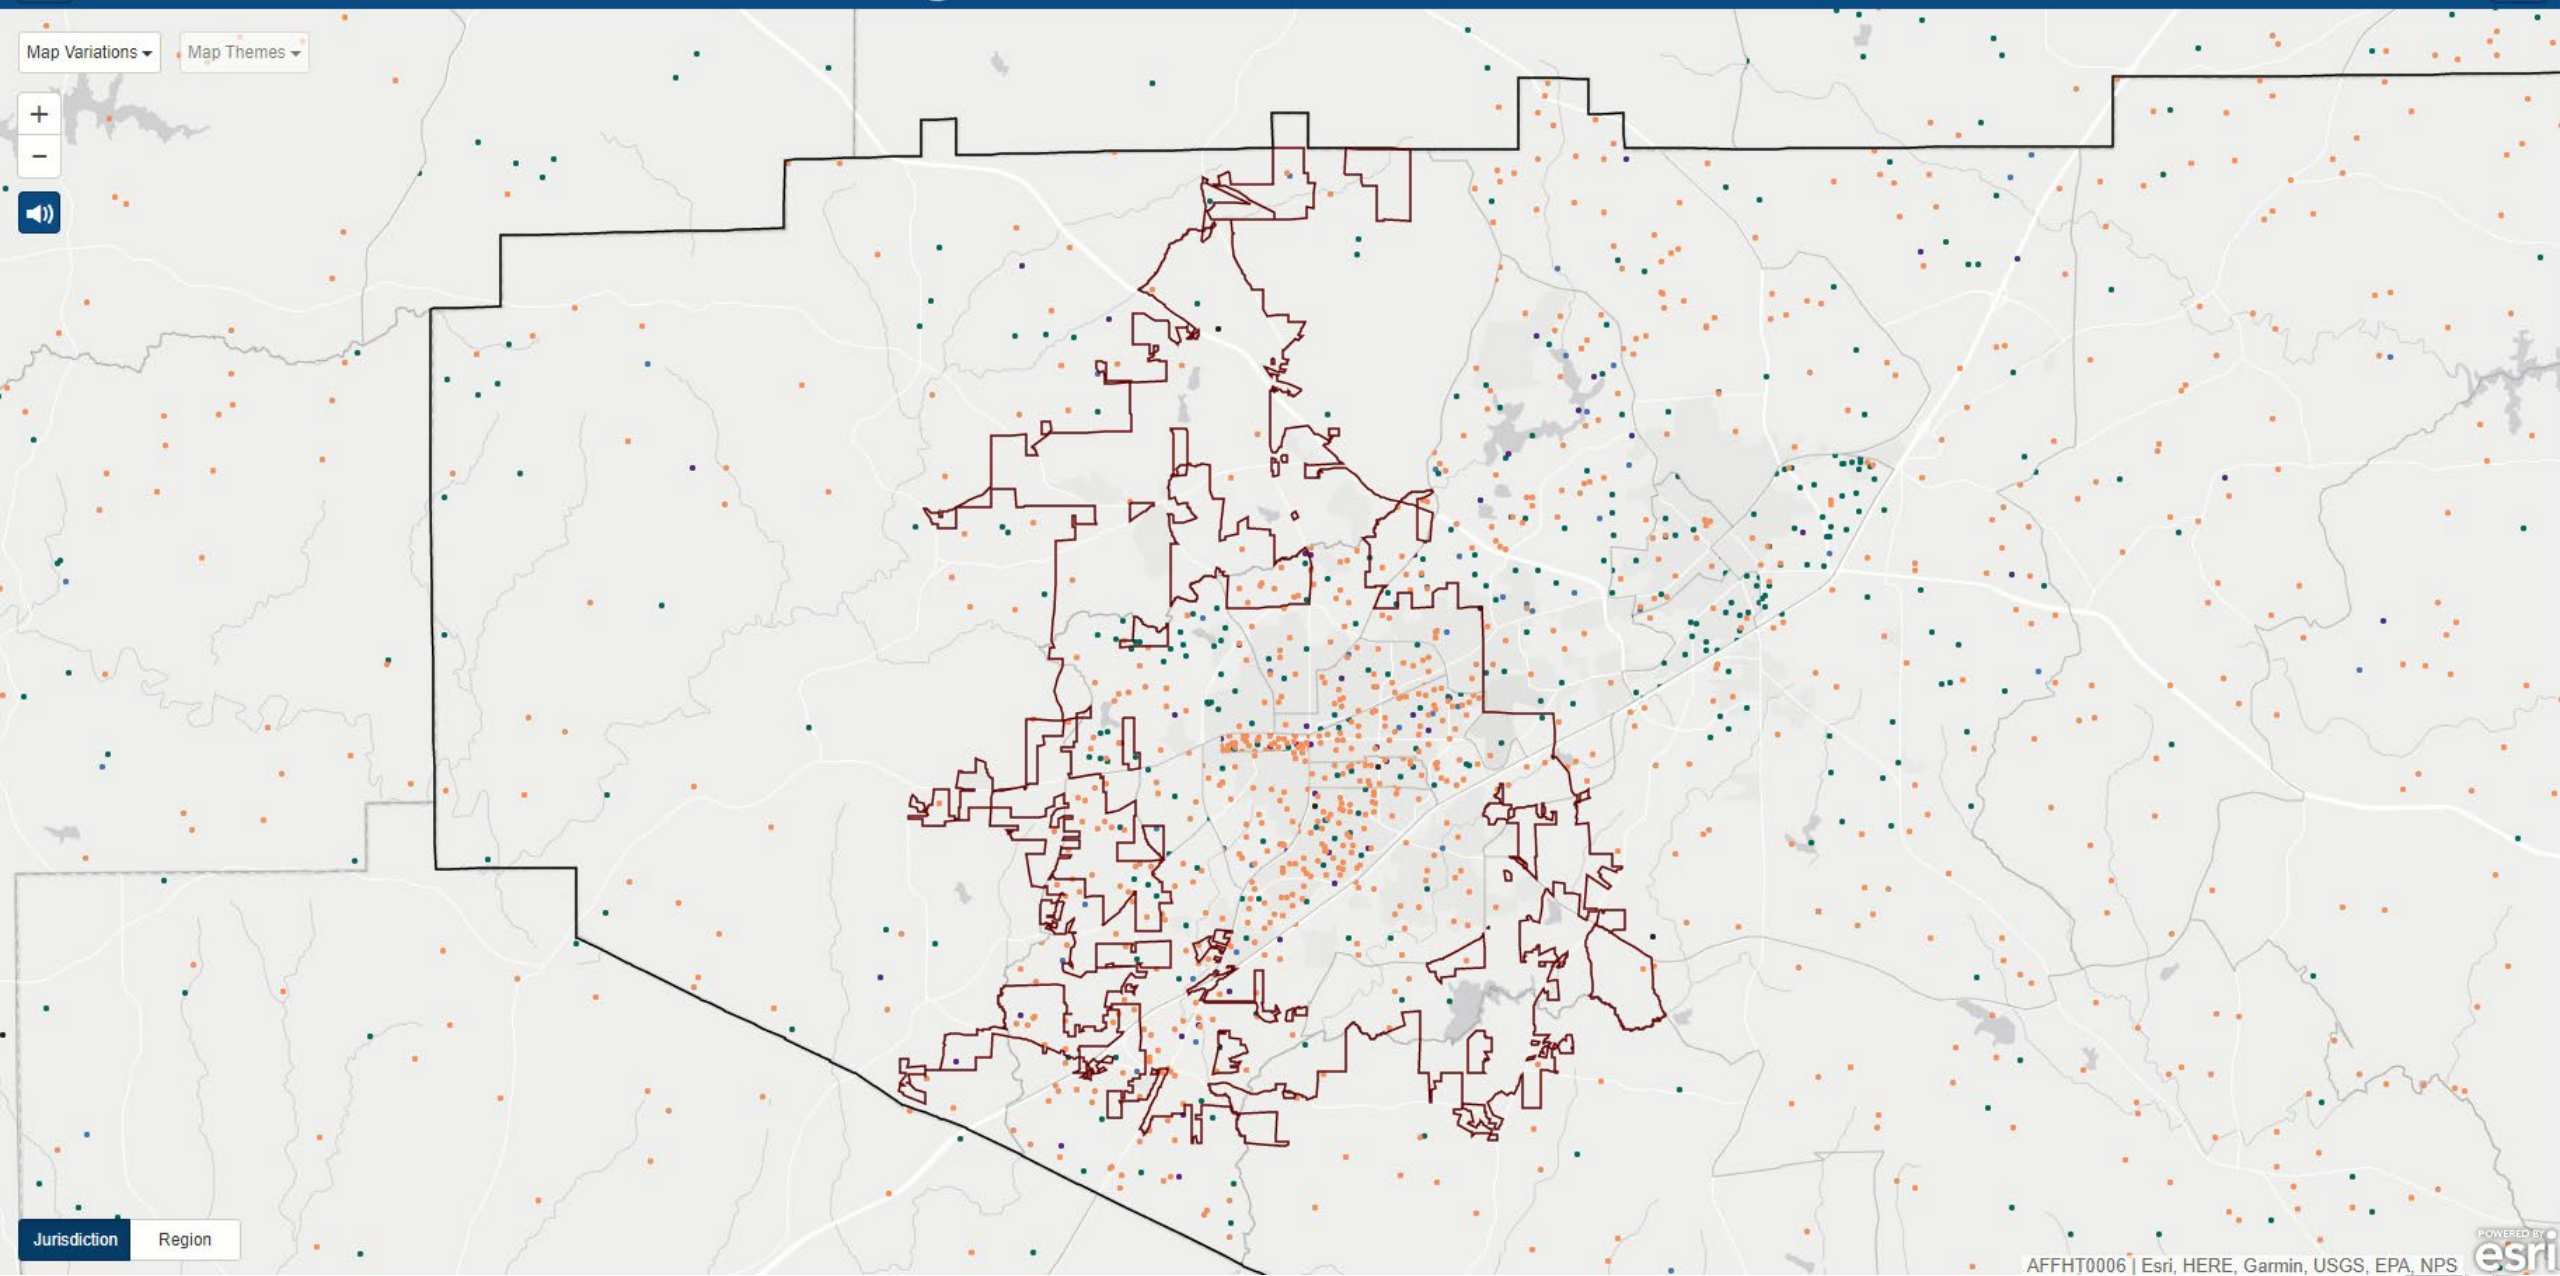 Map Variations
Map Themes
+
−
Jurisdiction
Region
POWERED BY
esri
AFFHT0006 | Esri, HERE, Garmin, USGS, EPA, NPS